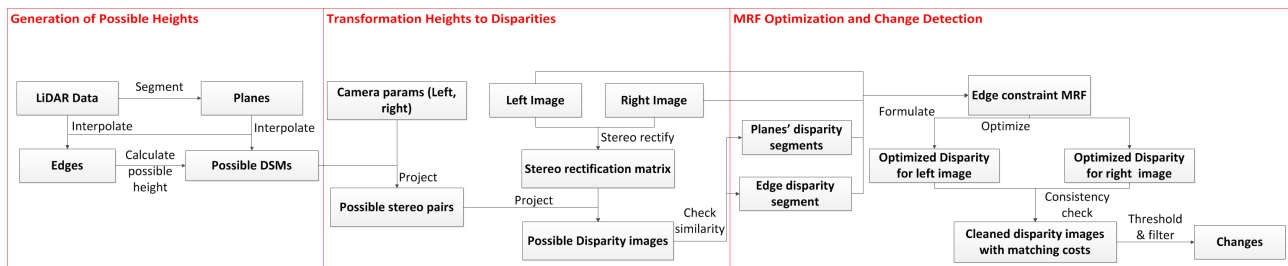 Generation of Possible Heights
LiDAR Data
Segment
Planes
Interpolate
Interpolate
Edges
Calculate
possible
height
Possible DSMs
Transformation Heights to Disparities
Camera params (Left,
right)
Left Image
Right Image
Stereo rectify
Stereo rectification matrix
Project
Possible stereo pairs
Project
Possible Disparity images
Check
similarity
MRF Optimization and Change Detection
Edge constraint MRF
Formulate
Optimize
Planes’ disparity
segments
Edge disparity
segment
Optimized Disparity
for left image
Optimized Disparity
for right image
Consistency
check
Cleaned disparity images
with matching costs
Threshold
& filter
Changes